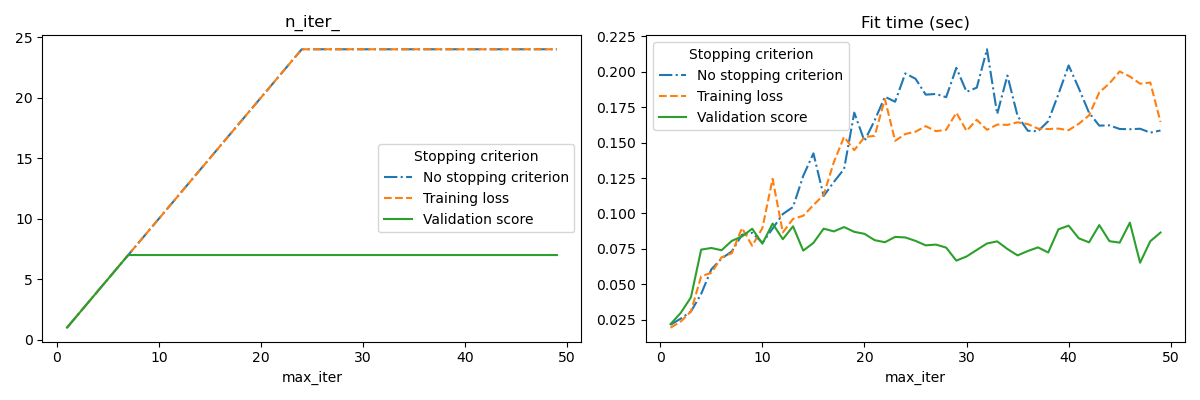 n_iter_
25
20
15
10
5
0
Stopping criterion
No stopping criterion
Training loss
Validation score
0 10 20 30 40 50
max_iter
Fit time (sec)
0.225
0.200
0.175
0.150
0.125
0.100
0.075
0.050
0.025
Stopping criterion
No stopping criterion
Training loss
Validation score
0 10 20 30 40 50
max_iter